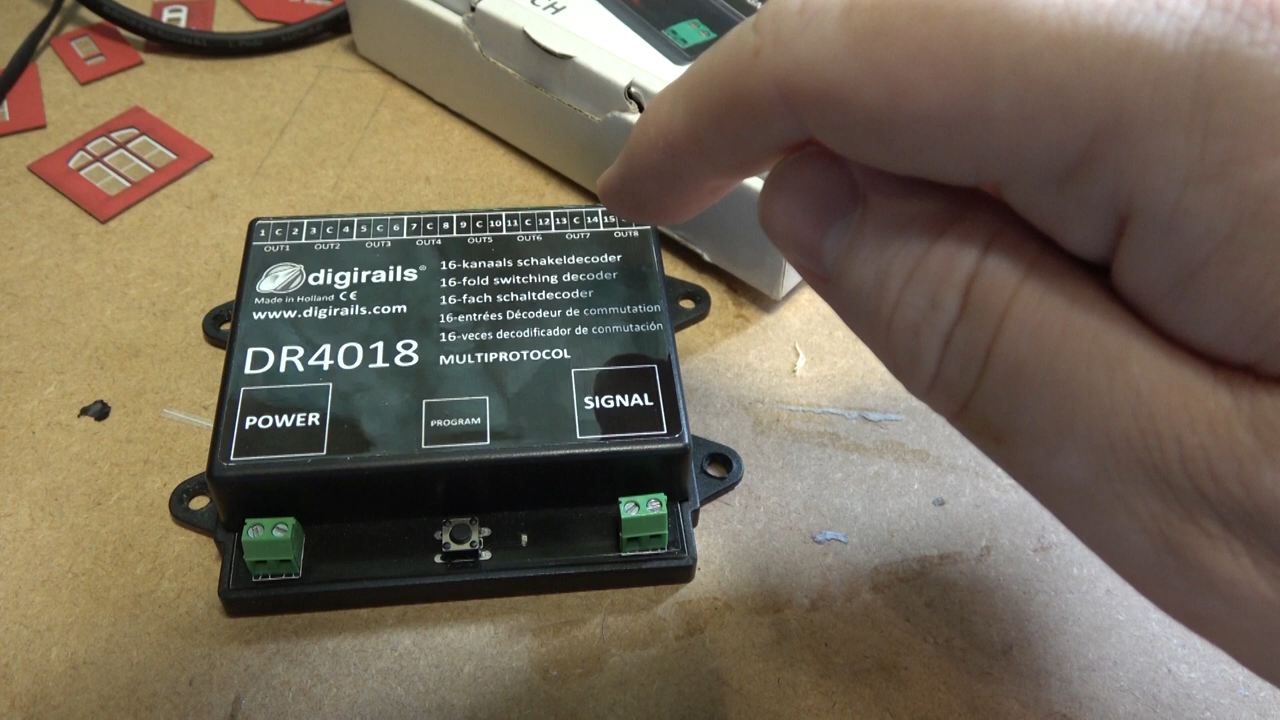 CH
1 C 2 3 C 4 5 C 6 7 C 8 9 C 10 11 C 12 13 C 14 15
OUT1 OUT2 OUT3 OUT4 OUT5 OUT6 OUT7 OUT8
digirails®
Made in Holland CE
www.digirails.com
16-kanaals schakeldecoder
16-fold switching decoder
16-fach schaltdecoder
16-entrées Décodeur de commutation
16-veces decodificador de conmutación
DR4018
MULTIPROTOCOL
POWER
PROGRAM
SIGNAL